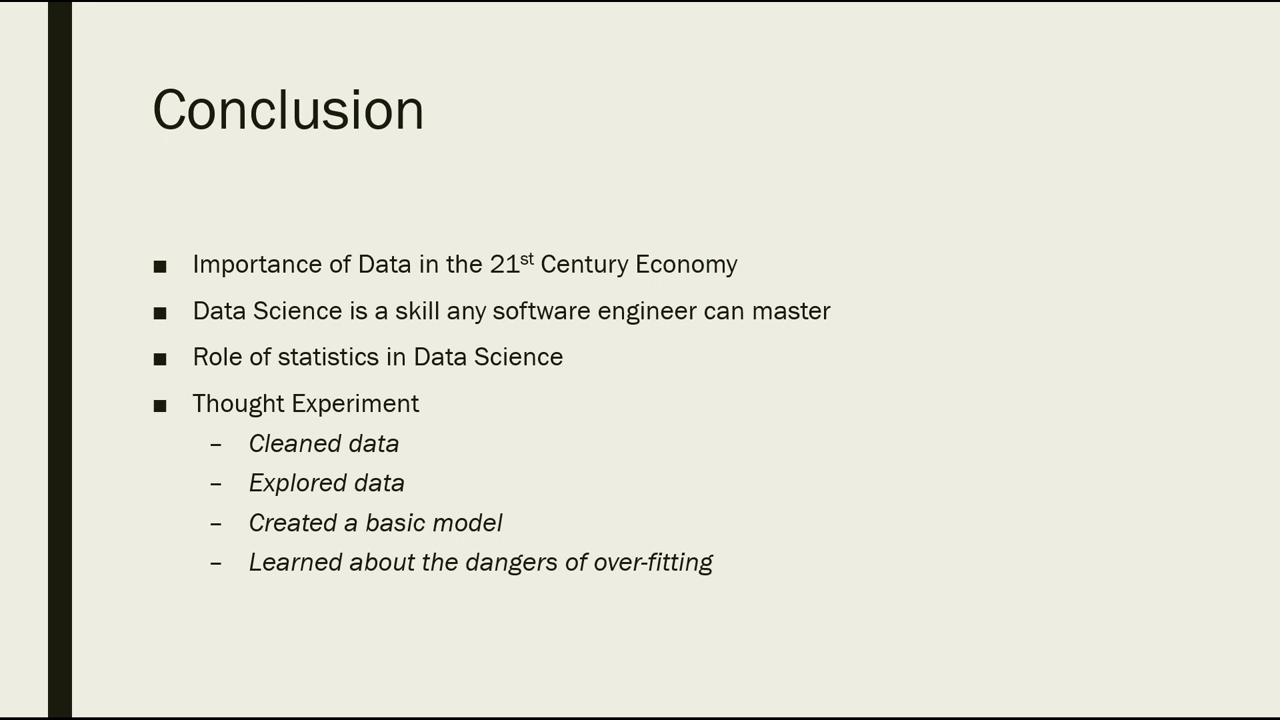 Conclusion
■ Importance of Data in the 21st Century Economy
■ Data Science is a skill any software engineer can master
■ Role of statistics in Data Science
■ Thought Experiment
– Cleaned data
– Explored data
– Created a basic model
– Learned about the dangers of over-fitting